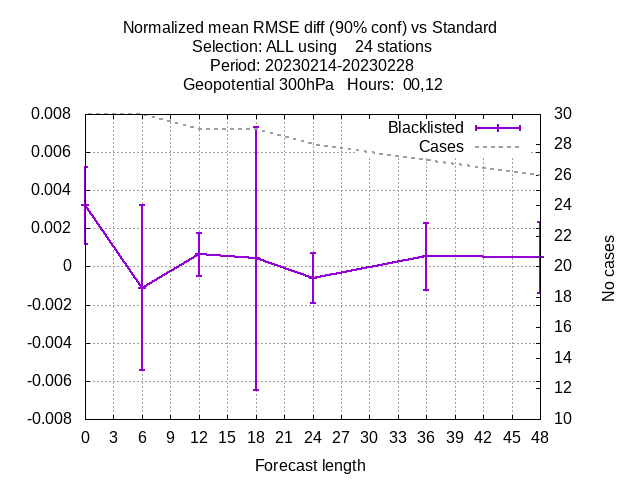 Normalized mean RMSE diff (90% conf) vs Standard
Selection: ALL using    24 stations
Period: 20230214-20230228
Geopotential 300hPa   Hours:  00,12
Blacklisted
Cases
0.008
0.006
0.004
0.002
0
-0.002
-0.004
-0.006
-0.008
30
28
26
24
22
20
18
16
14
12
10
No cases
0 3 6 9 12 15 18 21 24 27 30 33 36 39 42 45 48
Forecast length